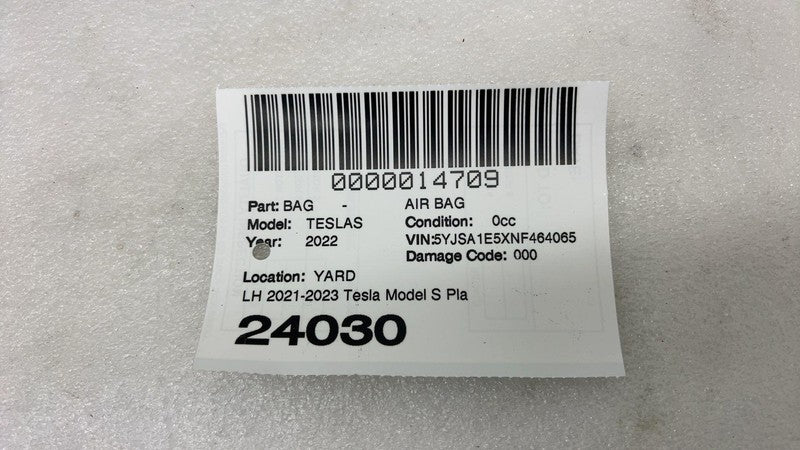 0000014709
Part: BAG - AIR BAG
Model: TESLAS Condition: 0cc
Year: 2022 VIN:5YJSA1E5XNF464065
Damage Code: 000
Location: YARD
LH 2021-2023 Tesla Model S Pla
24030